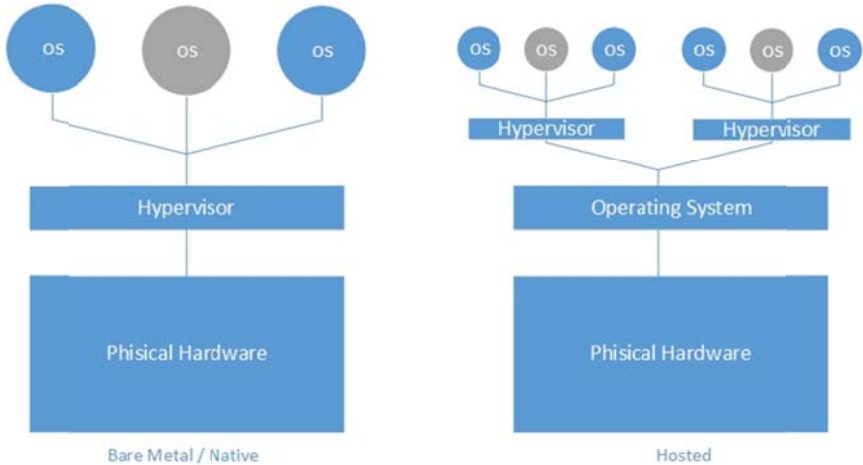 os
os
os
Hypervisor
Phisical Hardware
Bare Metal / Native
os
os
os
os
os
os
Hypervisor
Hypervisor
Operating System
Phisical Hardware
Hosted